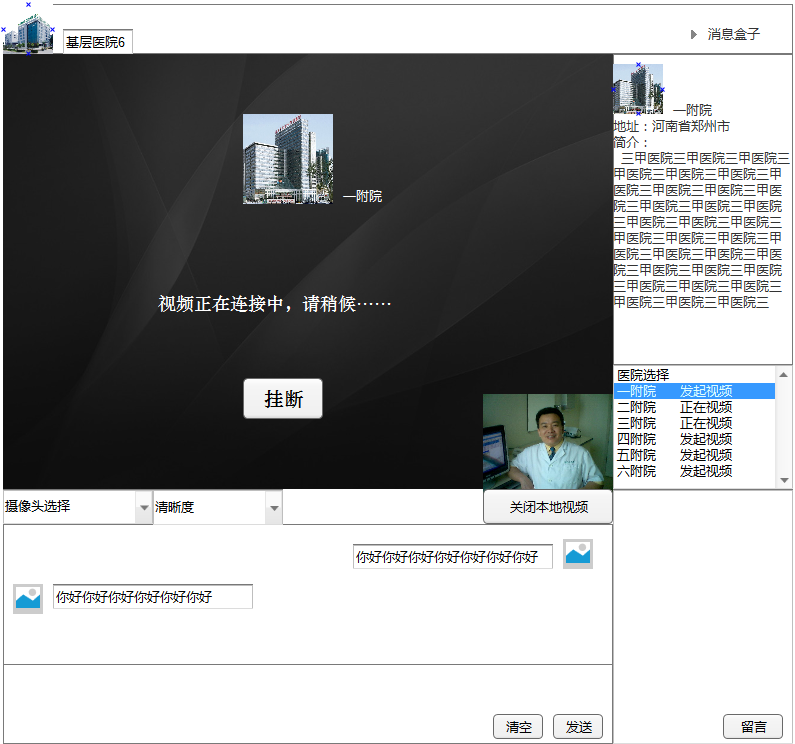 基层医院6
消息盒子
一附院
视频正在连接中，请稍候……
挂断
一附院
地址：河南省郑州市
简介：
三甲医院三甲医院三甲医院三
甲医院三甲医院三甲医院三甲
医院三甲医院三甲医院三甲医
院三甲医院三甲医院三甲医院
三甲医院三甲医院三甲医院三
甲医院三甲医院三甲医院三甲
医院三甲医院三甲医院三甲医
院三甲医院三甲医院三甲医院
三甲医院三甲医院三甲医院三
甲医院三甲医院三甲医院三
医院选择
一附院 发起视频
二附院 正在视频
三附院 正在视频
四附院 发起视频
五附院 发起视频
六附院 发起视频
摄像头选择
清晰度
关闭本地视频
你好你好你好你好你好你好你好
你好你好你好你好你好你好
清空
发送
留言